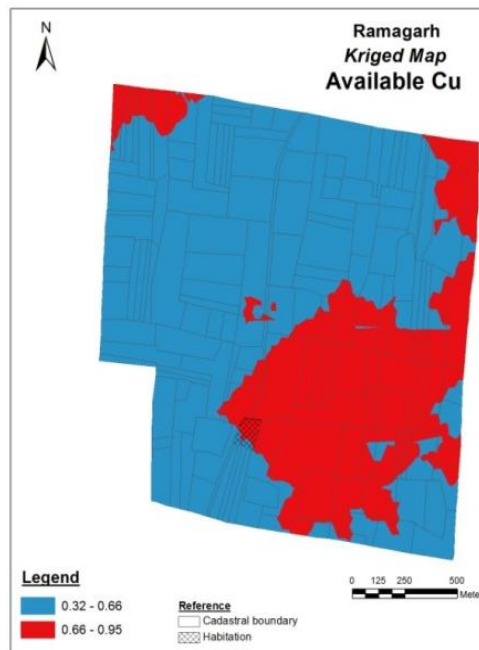 N
Ramagarh
Kriged Map
Available Cu
Legend
0.32 - 0.66
0.66 - 0.95
Reference
Cadastral boundary
Habitation
0 125 250 500
Mete